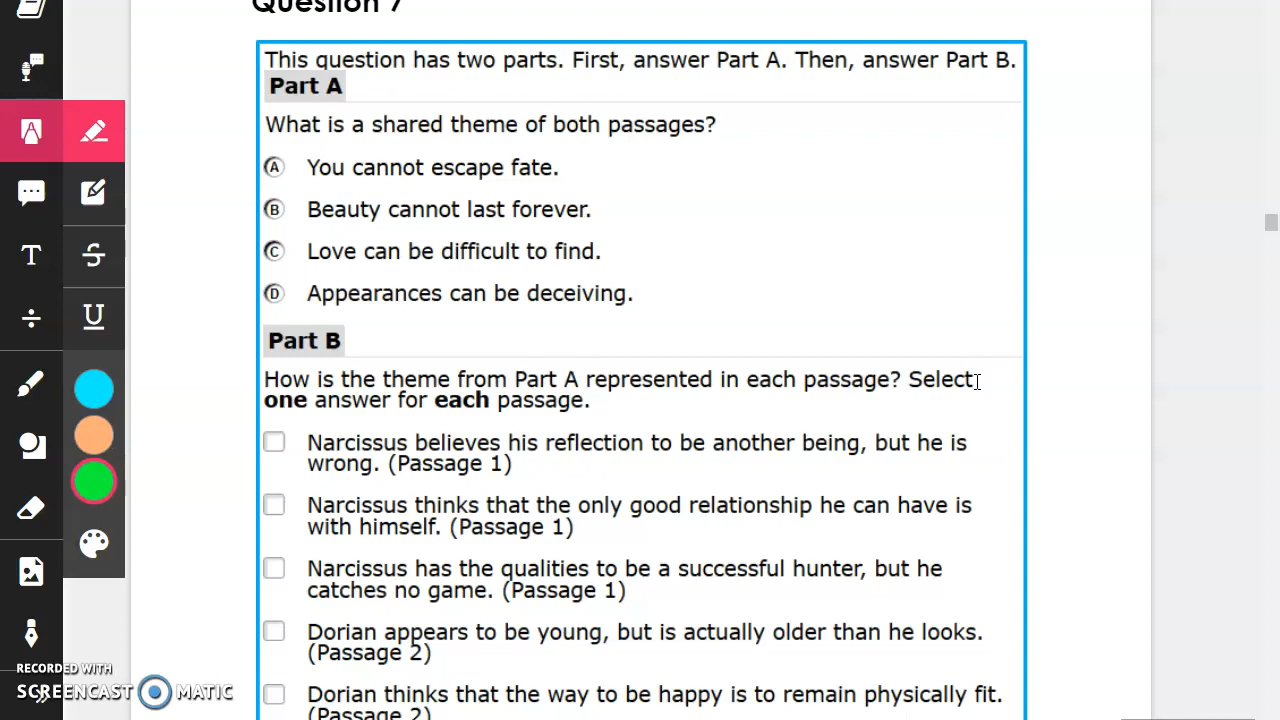 Question 7
This question has two parts. First, answer Part A. Then, answer Part B.
Part A
What is a shared theme of both passages?
A You cannot escape fate.
B Beauty cannot last forever.
C Love can be difficult to find.
D Appearances can be deceiving.
Part B
How is the theme from Part A represented in each passage? Select
one answer for each passage.
Narcissus believes his reflection to be another being, but he is
wrong. (Passage 1)
Narcissus thinks that the only good relationship he can have is
with himself. (Passage 1)
Narcissus has the qualities to be a successful hunter, but he
catches no game. (Passage 1)
Dorian appears to be young, but is actually older than he looks.
(Passage 2)
Dorian thinks that the way to be happy is to remain physically fit.
(Passage 2)
RECORDED WITH
SCREENCAST MATIC